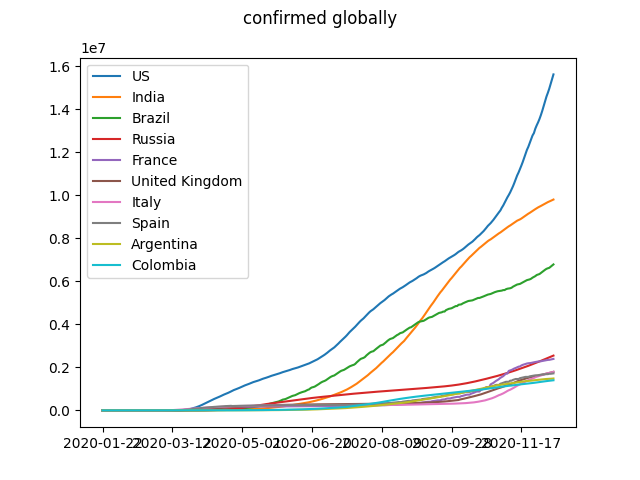 confirmed globally
1e7
1.6
1.4
1.2
1.0
0.8
0.6
0.4
0.2
0.0
US
India
Brazil
Russia
France
United Kingdom
Italy
Spain
Argentina
Colombia
2020-01-22 2020-03-12 2020-05-01 2020-06-20 2020-08-09 2020-09-28 2020-11-17